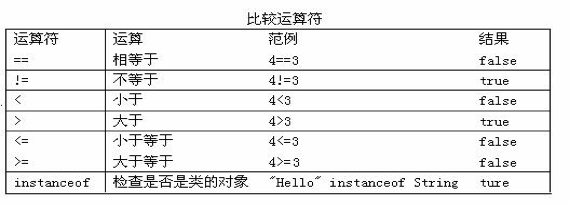 比较运算符
运算符 运算 范例 结果
== 相等于 4==3 false
!= 不等于 4!=3 true
< 小于 4<3 false
> 大于 4>3 true
<= 小于等于 4<=3 false
>= 大于等于 4>=3 false
instanceof 检查是否是类的对象 "Hello" instanceof String ture